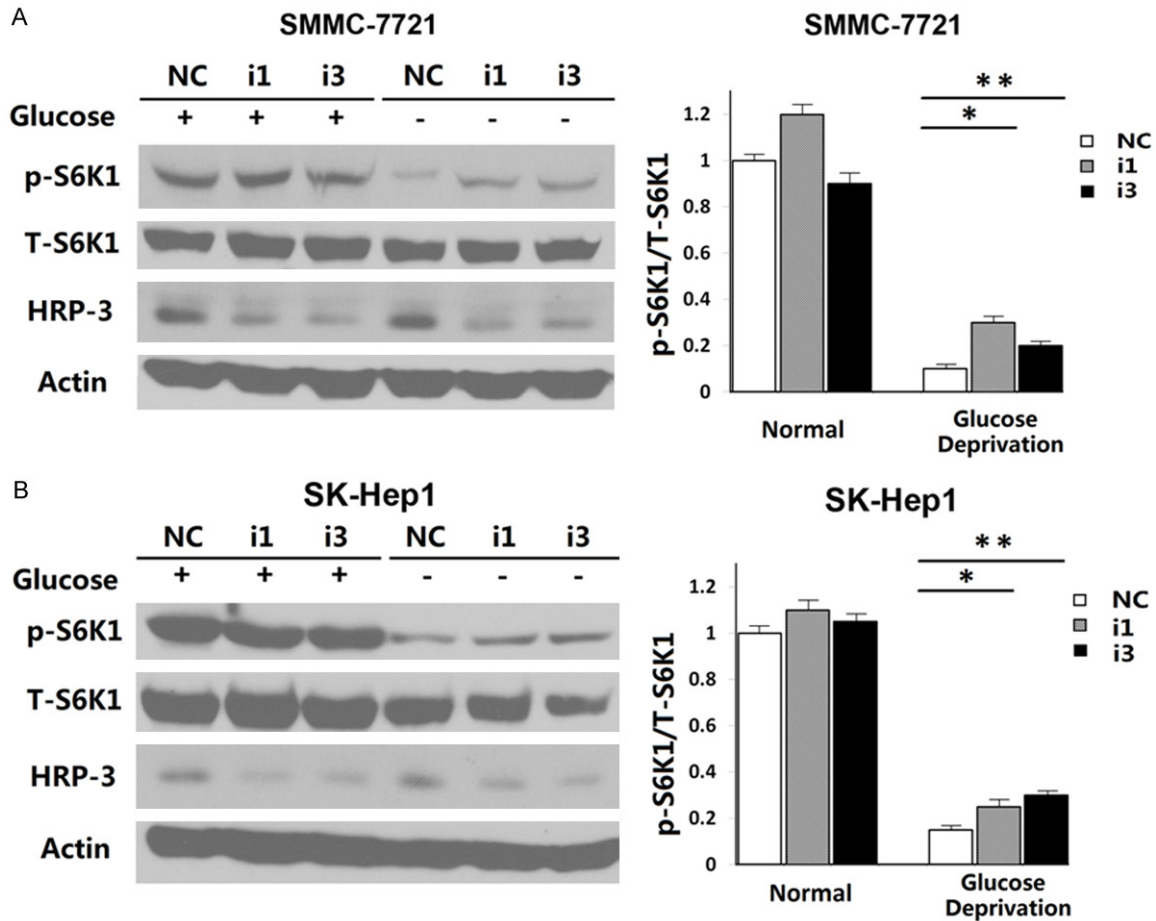 A
SMMC-7721
NC i1 i3 NC i1 i3
Glucose + + + - - -
p-S6K1
T-S6K1
HRP-3
Actin
SMMC-7721
** 
*
NC
i1
i3
p-S6K1/T-S6K1
1.2
1
0.8
0.6
0.4
0.2
0
Normal
Glucose
Deprivation
B
SK-Hep1
NC i1 i3 NC i1 i3
Glucose + + + - - -
p-S6K1
T-S6K1
HRP-3
Actin
SK-Hep1
**
*
NC
i1
i3
p-S6K1/T-S6K1
1.2
1
0.8
0.6
0.4
0.2
0
Normal
Glucose
Deprivation